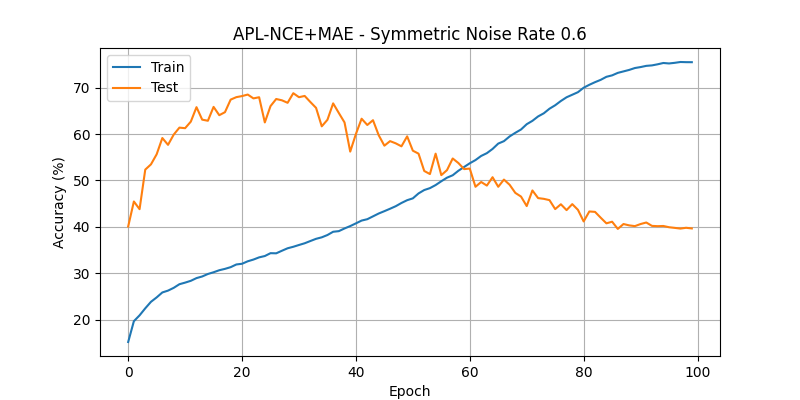 APL-NCE+MAE - Symmetric Noise Rate 0.6
Train
Test
Accuracy (%)
70
60
50
40
30
20
0 20 40 60 80 100
Epoch